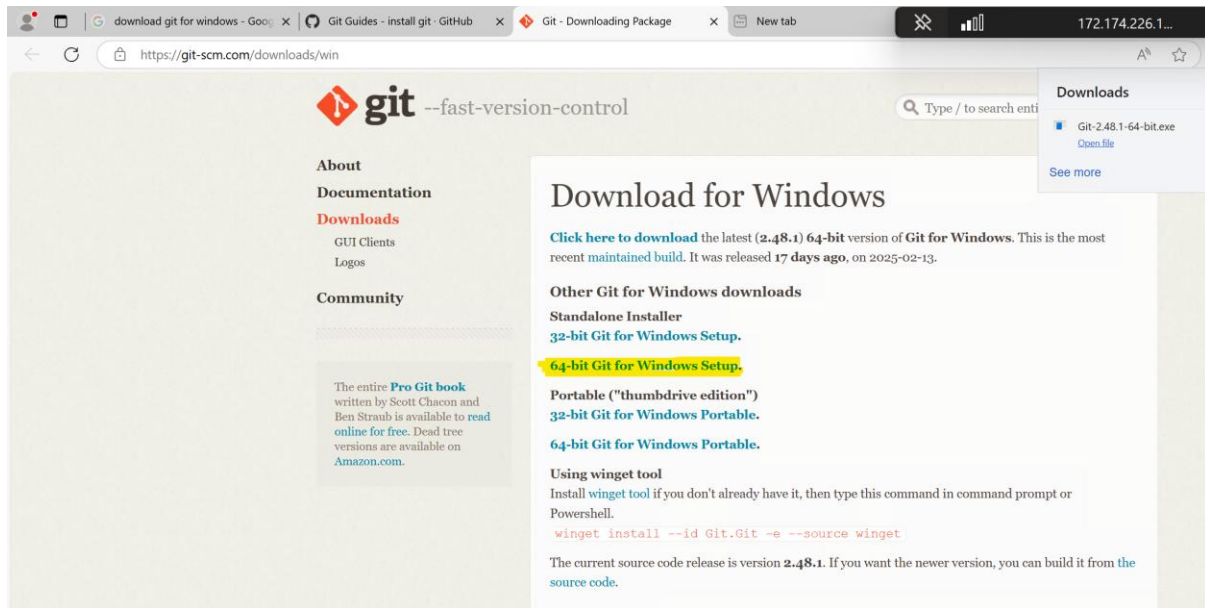 download git for windows - Goog
Git Guides - install git · GitHub
Git - Downloading Package
New tab
172.174.226.1...
https://git-scm.com/downloads/win
git --fast-version-control
Type / to search enti
Downloads
Git-2.48.1-64-bit.exe
Open file
See more
About
Documentation
Downloads
GUI Clients
Logos
Community
The entire Pro Git book
written by Scott Chacon and
Ben Straub is available to read
online for free. Dead tree
versions are available on
Amazon.com.
Download for Windows
Click here to download the latest (2.48.1) 64-bit version of Git for Windows. This is the most
recent maintained build. It was released 17 days ago, on 2025-02-13.
Other Git for Windows downloads
Standalone Installer
32-bit Git for Windows Setup.
64-bit Git for Windows Setup.
Portable ("thumbdrive edition")
32-bit Git for Windows Portable.
64-bit Git for Windows Portable.
Using winget tool
Install winget tool if you don't already have it, then type this command in command prompt or
Powershell.
winget install --id Git.Git -e --source winget
The current source code release is version 2.48.1. If you want the newer version, you can build it from the
source code.